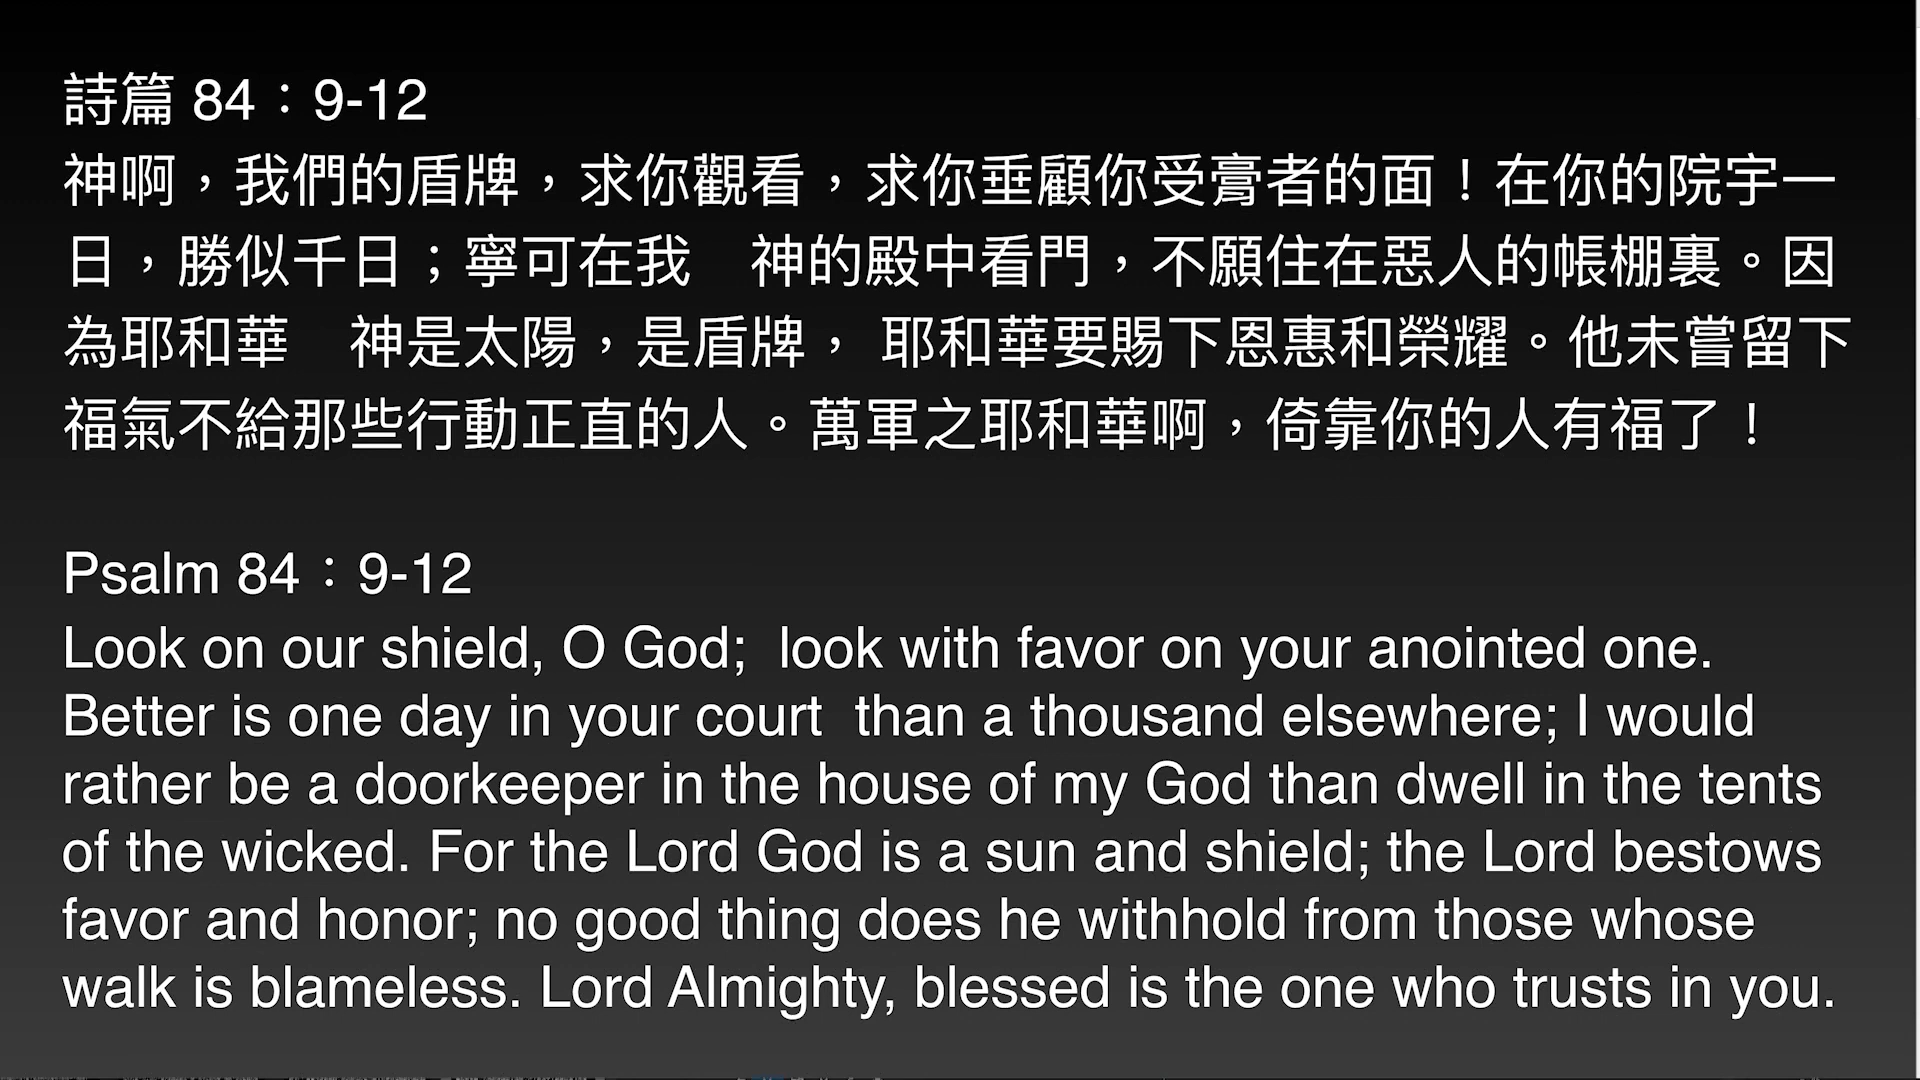 詩篇 84：9-12
神啊，我們的盾牌，求你觀看，求你垂顧你受膏者的面！在你的院宇一
日，勝似千日；寧可在我　神的殿中看門，不願住在惡人的帳棚裏。因
為耶和華　神是太陽，是盾牌， 耶和華要賜下恩惠和榮耀。他未嘗留下
福氣不給那些行動正直的人。萬軍之耶和華啊，倚靠你的人有福了！
Psalm 84：9-12
Look on our shield, O God;  look with favor on your anointed one.
Better is one day in your court  than a thousand elsewhere; I would
rather be a doorkeeper in the house of my God than dwell in the tents
of the wicked. For the Lord God is a sun and shield; the Lord bestows
favor and honor; no good thing does he withhold from those whose
walk is blameless. Lord Almighty, blessed is the one who trusts in you.